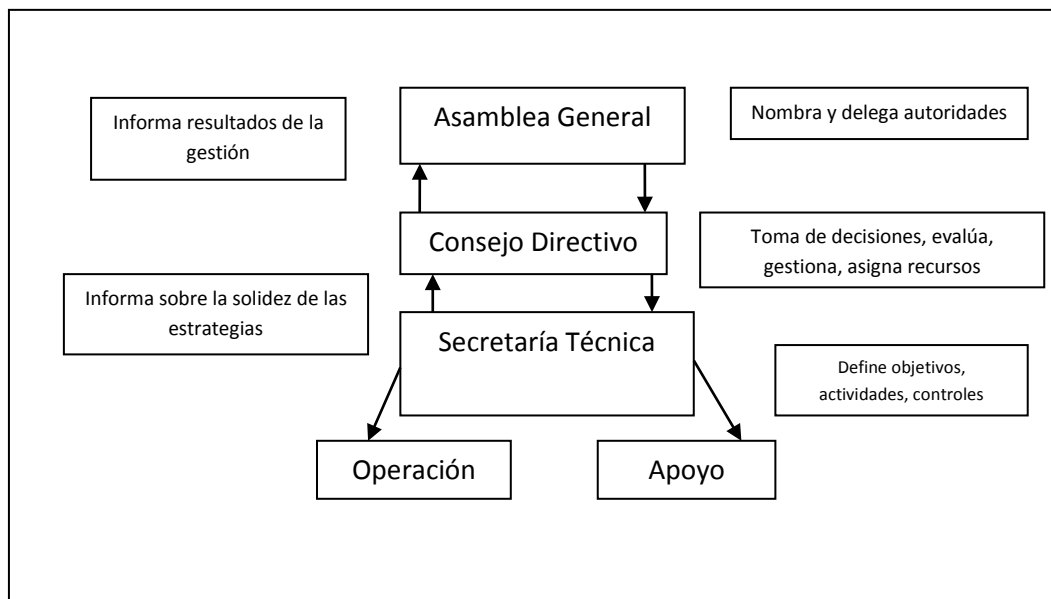 Asamblea General
Nombra y delega autoridades
Informa resultados de la
gestión
Consejo Directivo
Toma de decisiones, evalúa,
gestiona, asigna recursos
Informa sobre la solidez de las
estrategias
Secretaría Técnica
Define objetivos,
actividades, controles
Operación
Apoyo